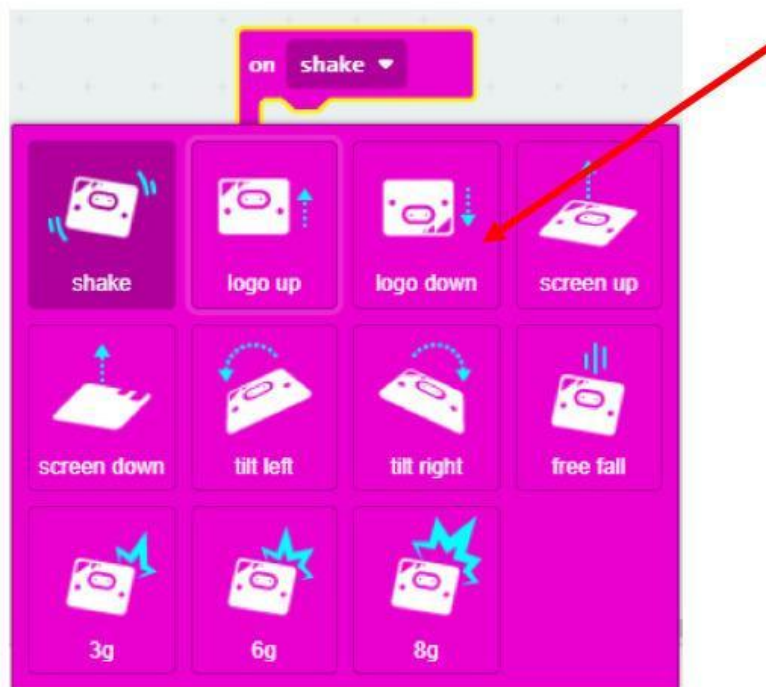 on shake
shake logo up logo down screen up
screen down tilt left tilt right free fall
3g 6g 8g